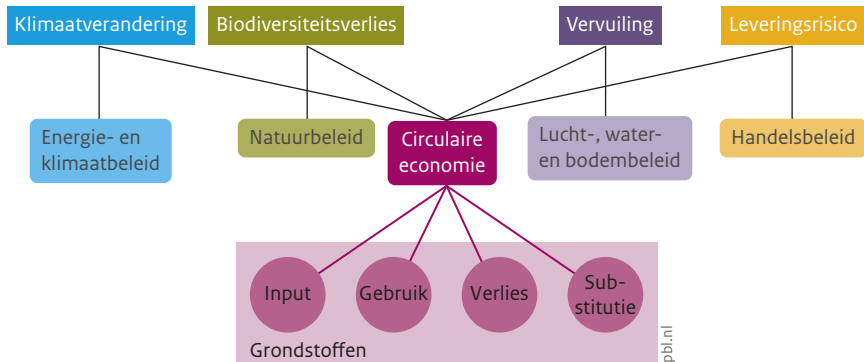 Klimaatverandering
Biodiversiteitsverlies
Vervuiling
Leveringsrisico
Energie- en
klimaatbeleid
Natuurbeleid
Circulaire
economie
Lucht-, water-
en bodembeleid
Handelsbeleid
Input
Gebruik
Verlies
Sub-
stitutie
Grondstoffen
pbl.nl